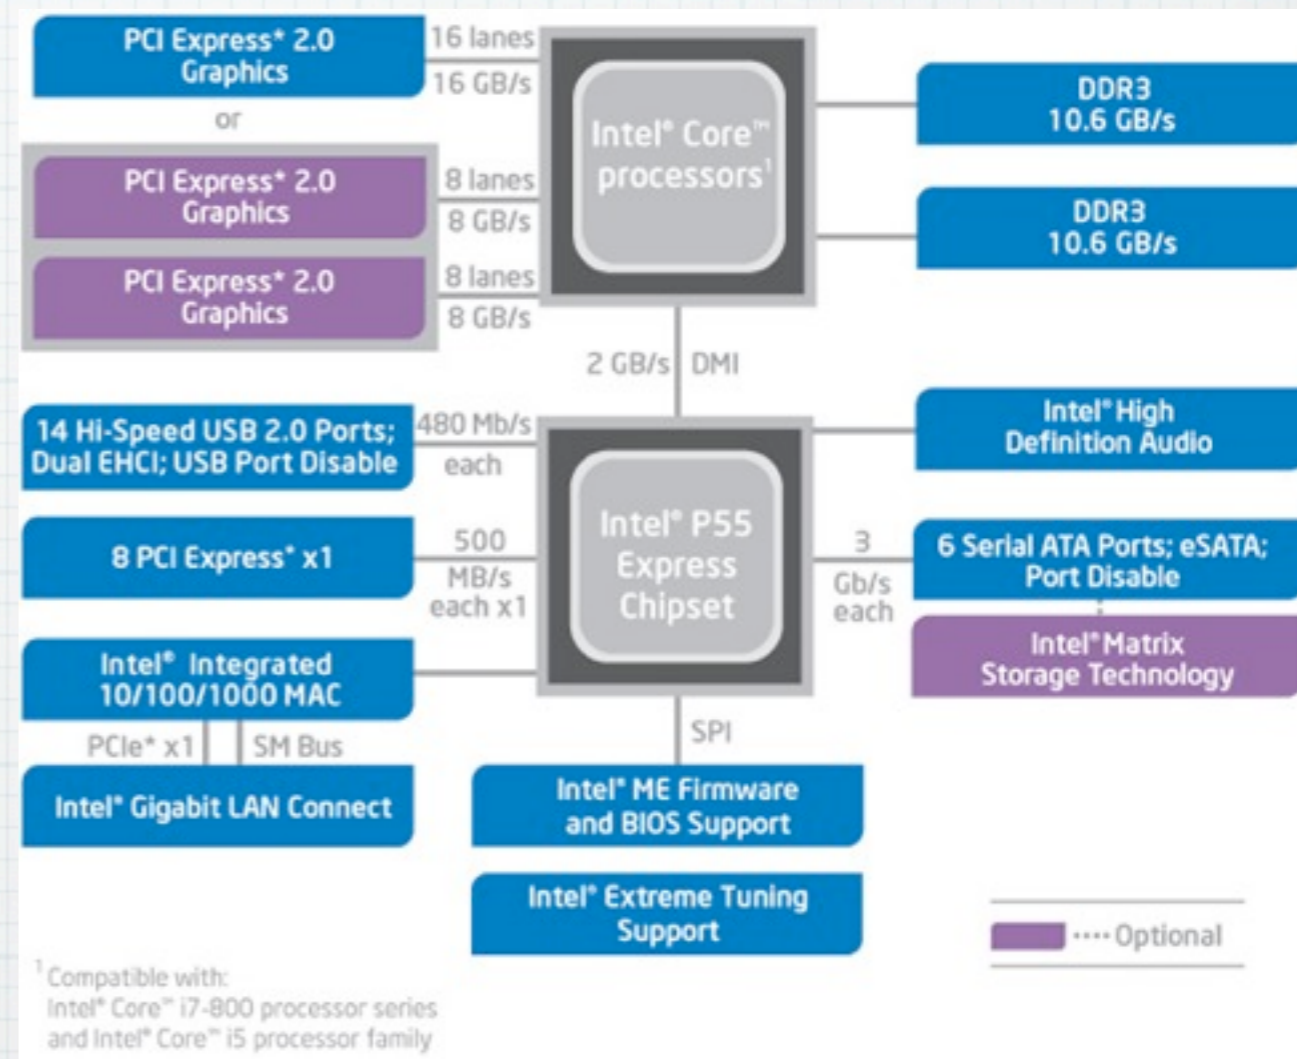 PCI Express* 2.0
Graphics
16 lanes
16 GB/s
or
PCI Express* 2.0
Graphics
8 lanes
8 GB/s
PCI Express* 2.0
Graphics
8 lanes
8 GB/s
Intel® Core™
processors¹
DDR3
10.6 GB/s
DDR3
10.6 GB/s
2 GB/s DMI
14 Hi-Speed USB 2.0 Ports;
Dual EHCI; USB Port Disable
480 Mb/s
each
8 PCI Express* x1
500
MB/s
each x1
Intel® Integrated
10/100/1000 MAC
PCIe* x1 SM Bus
Intel® Gigabit LAN Connect
Intel® P55
Express
Chipset
Intel® High
Definition Audio
3
Gb/s
each
6 Serial ATA Ports; eSATA;
Port Disable
Intel® Matrix
Storage Technology
SPI
Intel® ME Firmware
and BIOS Support
Intel® Extreme Tuning
Support
Optional
¹ Compatible with:
Intel® Core™ i7-800 processor series
and Intel® Core™ i5 processor family